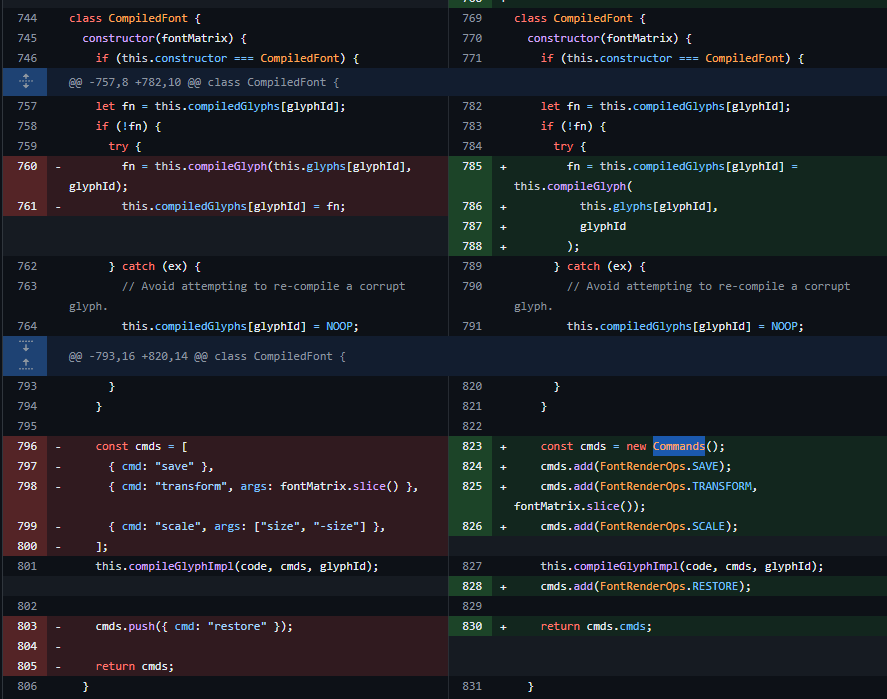 744 class CompiledFont {
745 constructor(fontMatrix) {
746 if (this.constructor === CompiledFont) {
@@ -757,8 +782,10 @@ class CompiledFont {
757 let fn = this.compiledGlyphs[glyphId];
758 if (!fn) {
759 try {
760 - fn = this.compileGlyph(this.glyphs[glyphId],
glyphId);
761 - this.compiledGlyphs[glyphId] = fn;
762 } catch (ex) {
763 // Avoid attempting to re-compile a corrupt
glyph.
764 this.compiledGlyphs[glyphId] = NOOP;
@@ -793,16 +820,14 @@ class CompiledFont {
793 }
794 }
795
796 - const cmds = [
797 - { cmd: "save" },
798 - { cmd: "transform", args: fontMatrix.slice() },
799 - { cmd: "scale", args: ["size", "-size"] },
800 - ];
801 this.compileGlyphImpl(code, cmds, glyphId);
802
803 - cmds.push({ cmd: "restore" });
804 -
805 - return cmds;
806 }
769 class CompiledFont {
770 constructor(fontMatrix) {
771 if (this.constructor === CompiledFont) {
782 let fn = this.compiledGlyphs[glyphId];
783 if (!fn) {
784 try {
785 + fn = this.compiledGlyphs[glyphId] =
this.compileGlyph(
786 + this.glyphs[glyphId],
787 + glyphId
788 + );
789 } catch (ex) {
790 // Avoid attempting to re-compile a corrupt
glyph.
791 this.compiledGlyphs[glyphId] = NOOP;
820 }
821 }
822
823 + const cmds = new Commands();
824 + cmds.add(FontRenderOps.SAVE);
825 + cmds.add(FontRenderOps.TRANSFORM,
fontMatrix.slice());
826 + cmds.add(FontRenderOps.SCALE);
827 this.compileGlyphImpl(code, cmds, glyphId);
828 + cmds.add(FontRenderOps.RESTORE);
829
830 + return cmds.cmds;
831 }